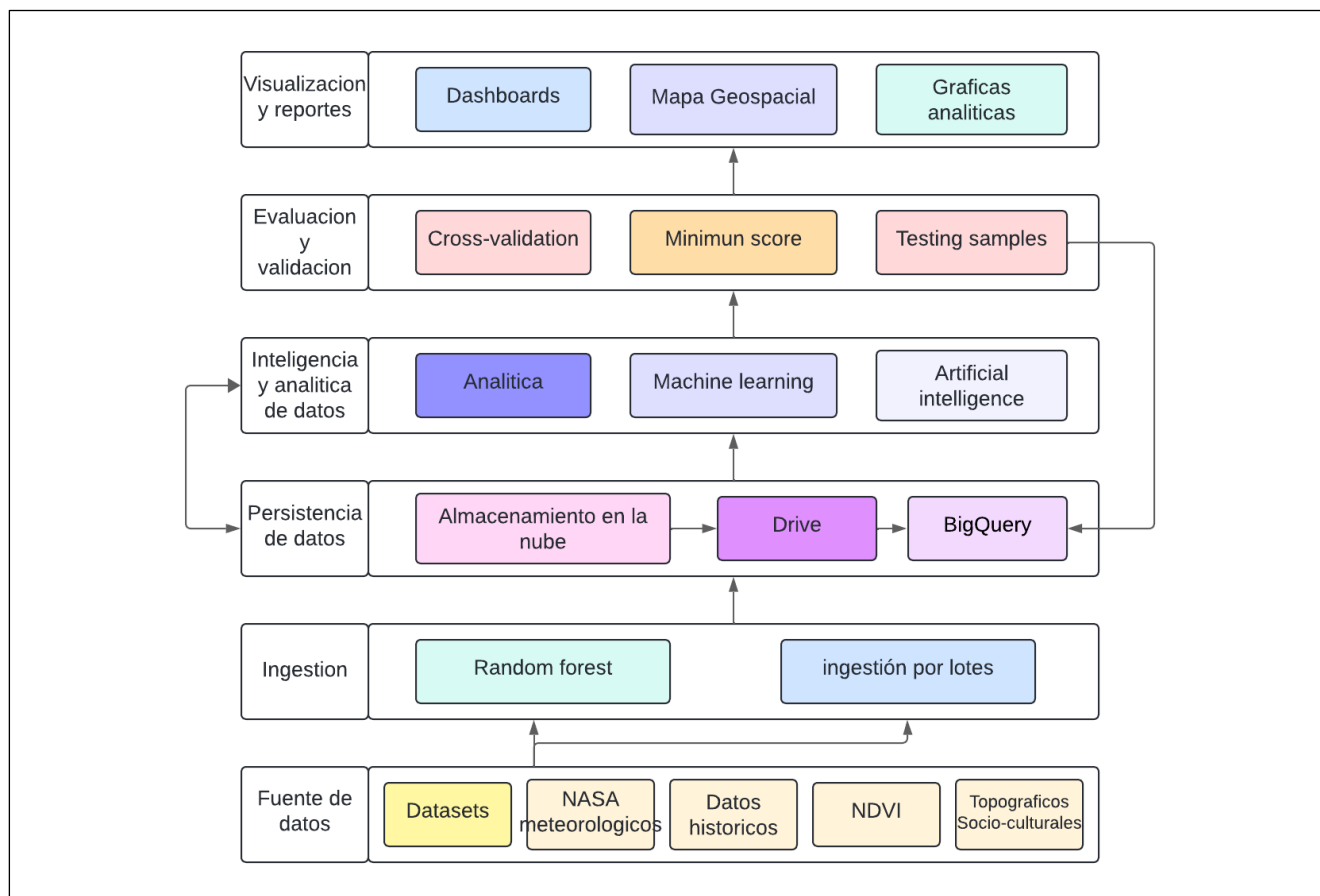 Visualizacion
y reportes
Dashboards
Mapa Geospacial
Graficas
analiticas
Evaluacion
y
validacion
Cross-validation
Minimun score
Testing samples
Inteligencia
y analitica
de datos
Analitica
Machine learning
Artificial
intelligence
Persistencia
de datos
Almacenamiento en la
nube
Drive
BigQuery
Ingestion
Random forest
ingestión por lotes
Fuente de
datos
Datasets
NASA
meteorologicos
Datos
historicos
NDVI
Topograficos
Socio-culturales